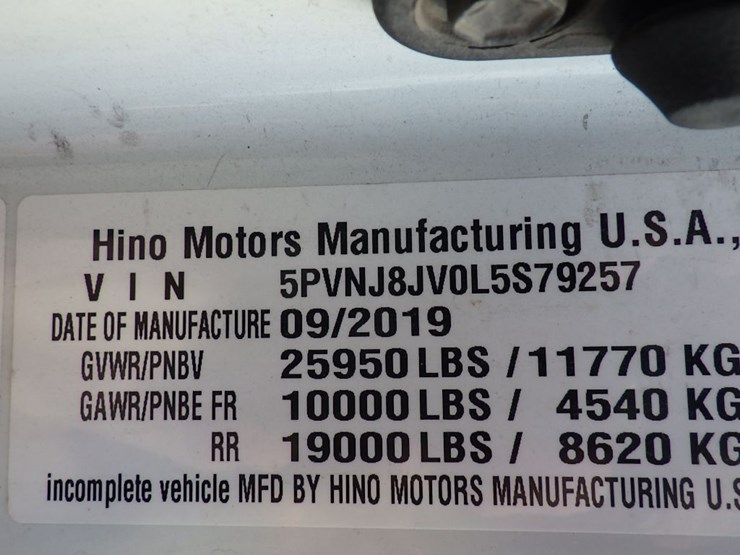 Hino Motors Manufacturing U.S.A.,
VIN 5PVNJ8JV0L5S79257
DATE OF MANUFACTURE 09/2019
GVWR/PNBV 25950 LBS / 11770 KG
GAWR/PNBE FR 10000 LBS / 4540 KG
RR 19000 LBS / 8620 KG
incomplete vehicle MFD BY HINO MOTORS MANUFACTURING U.S